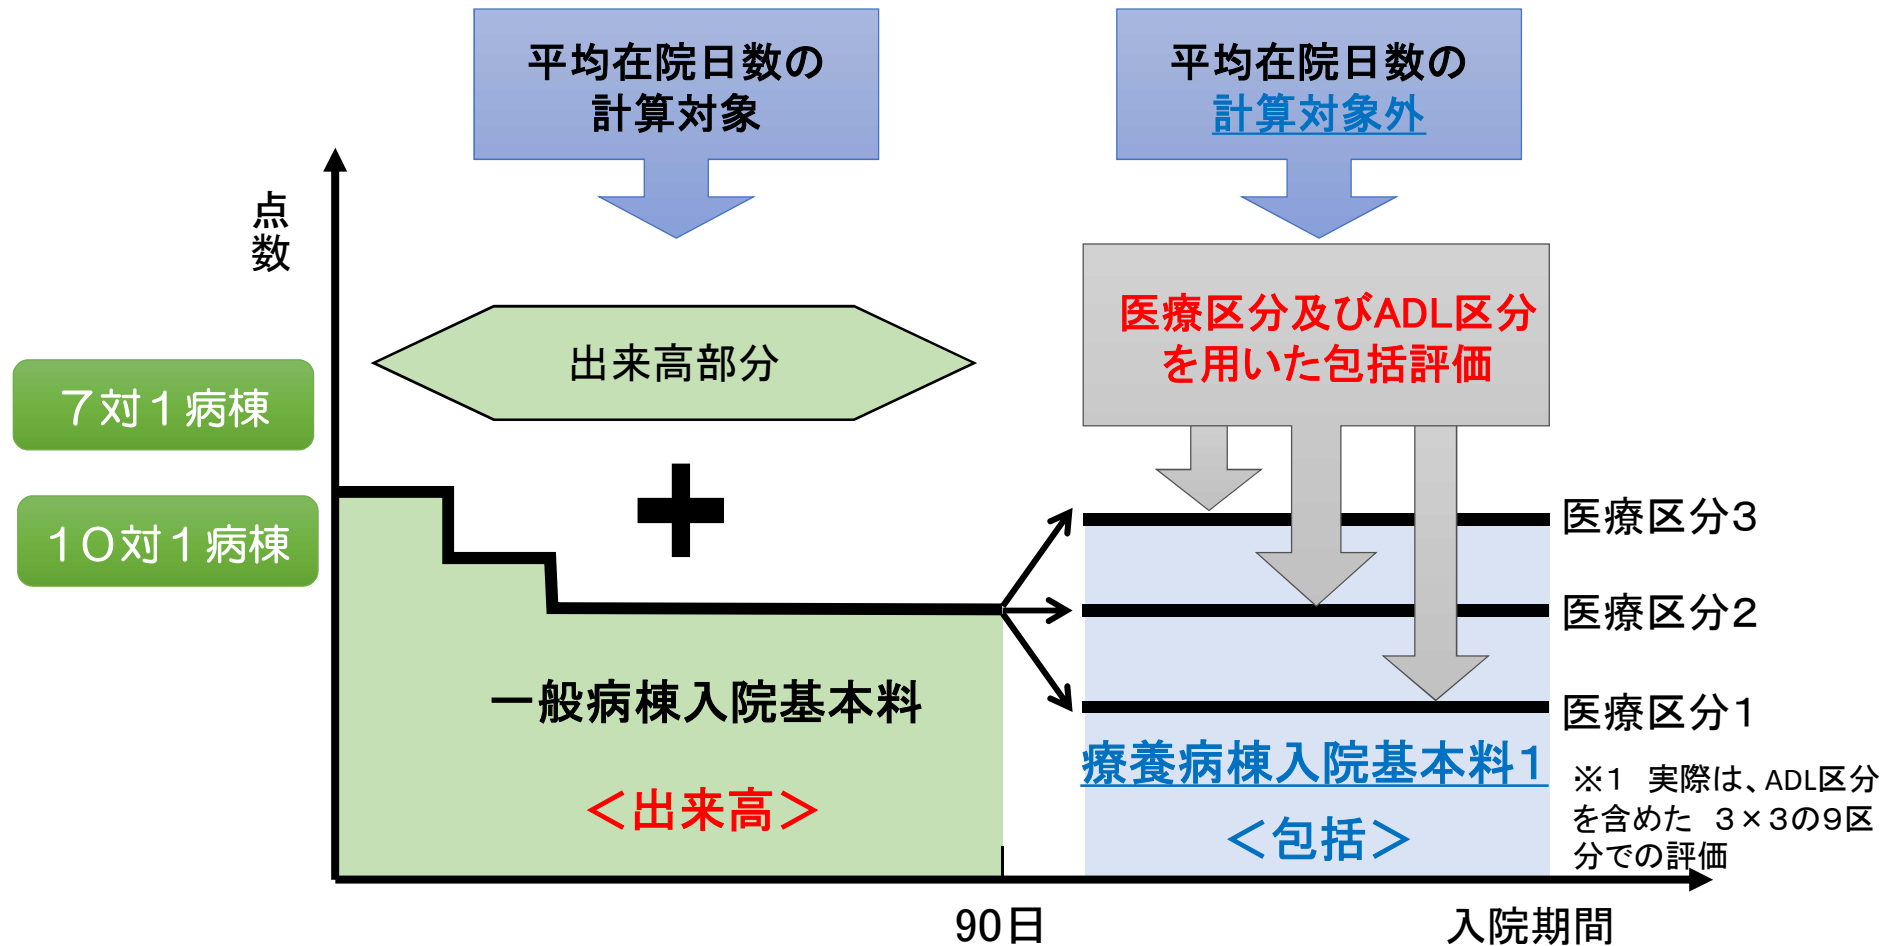 平均在院日数の
計算対象
平均在院日数の
計算対象外
点数
出来高部分
医療区分及びADL区分
を用いた包括評価
７対１病棟
１０対１病棟
医療区分３
医療区分２
医療区分１
一般病棟入院基本料
＜出来高＞
療養病棟入院基本料１
＜包括＞
※１　実際は、ADL区分
を含めた　３×３の９区
分での評価
90日
入院期間